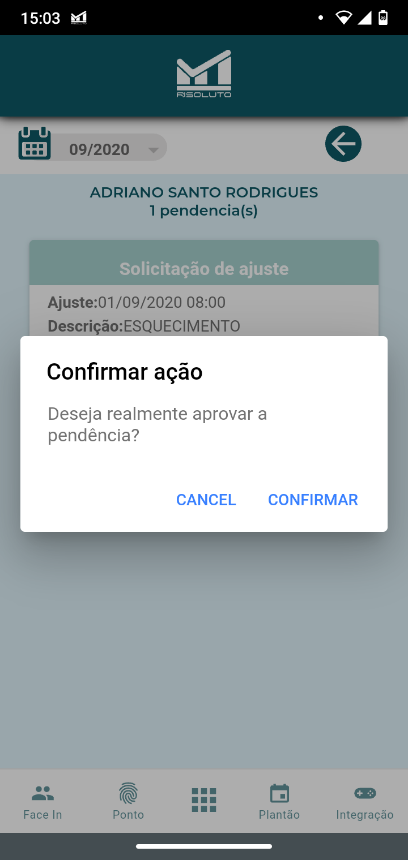 15:03
RISOLUTO
09/2020
ADRIANO SANTO RODRIGUES
1 pendencia(s)
Solicitação de ajuste
Ajuste:01/09/2020 08:00
Descrição:ESQUECIMENTO
Confirmar ação
Deseja realmente aprovar a
pendência?
CANCEL CONFIRMAR
Face In Ponto Plantão Integração